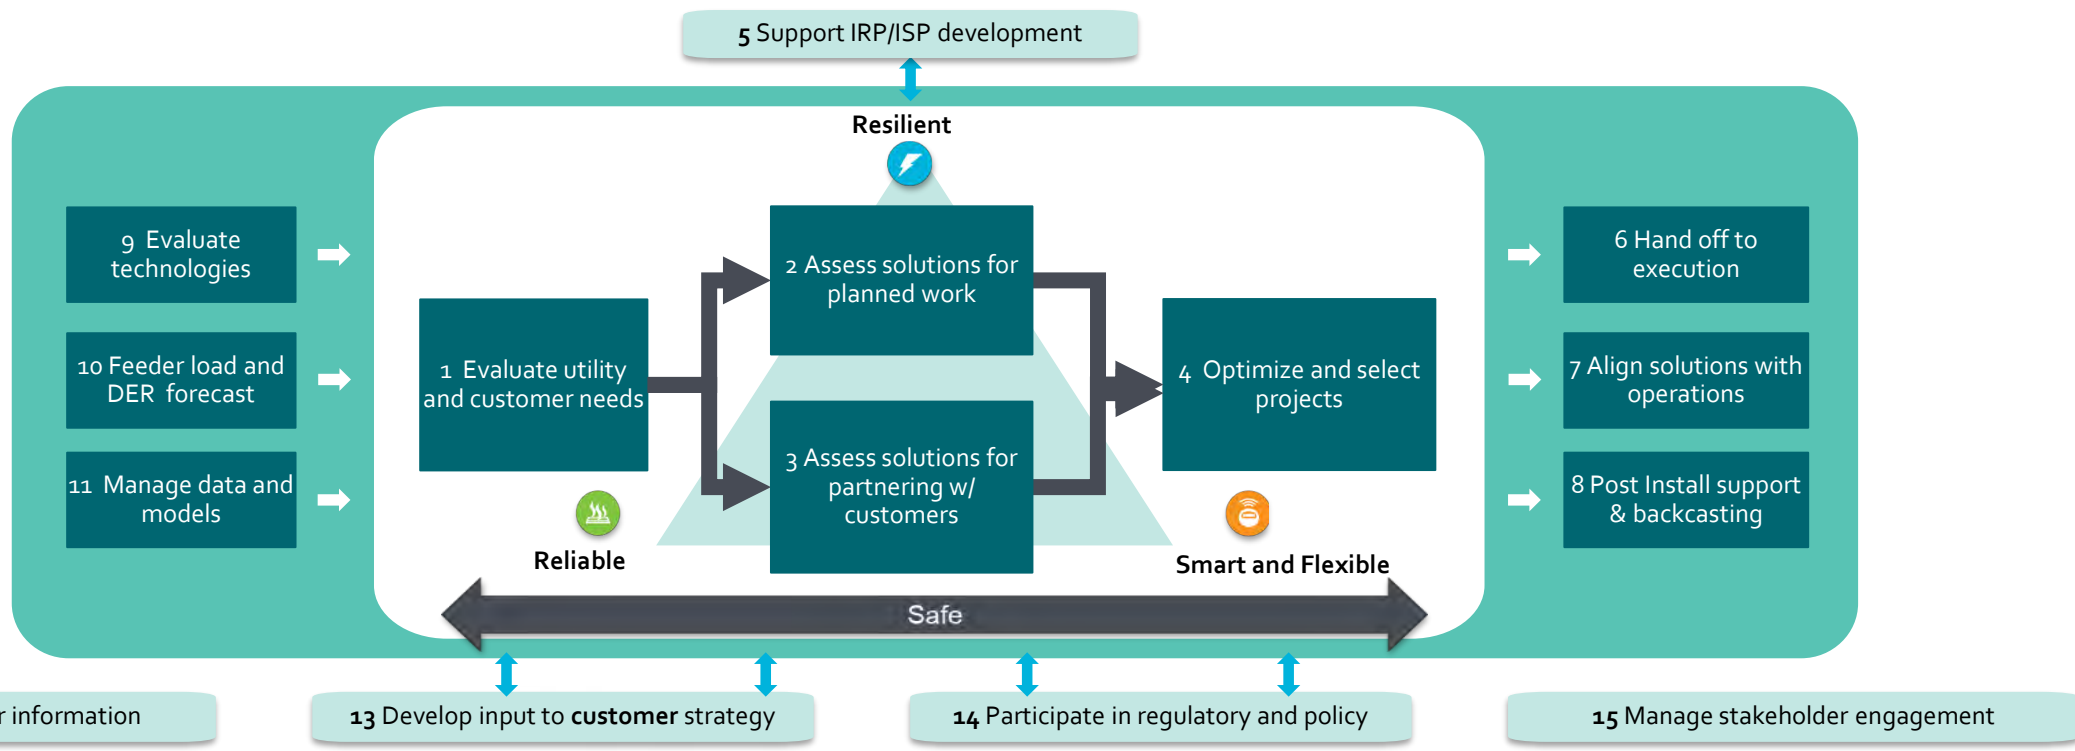 5 Support IRP/ISP development
Resilient
9 Evaluate
technologies
10 Feeder load and
DER forecast
11 Manage data and
models
1 Evaluate utility
and customer needs
2 Assess solutions for
planned work
3 Assess solutions for
partnering w/
customers
4 Optimize and select
projects
6 Hand off to
execution
7 Align solutions with
operations
8 Post Install support
& backcasting
Reliable
Smart and Flexible
Safe
information
13 Develop input to customer strategy
14 Participate in regulatory and policy
15 Manage stakeholder engagement